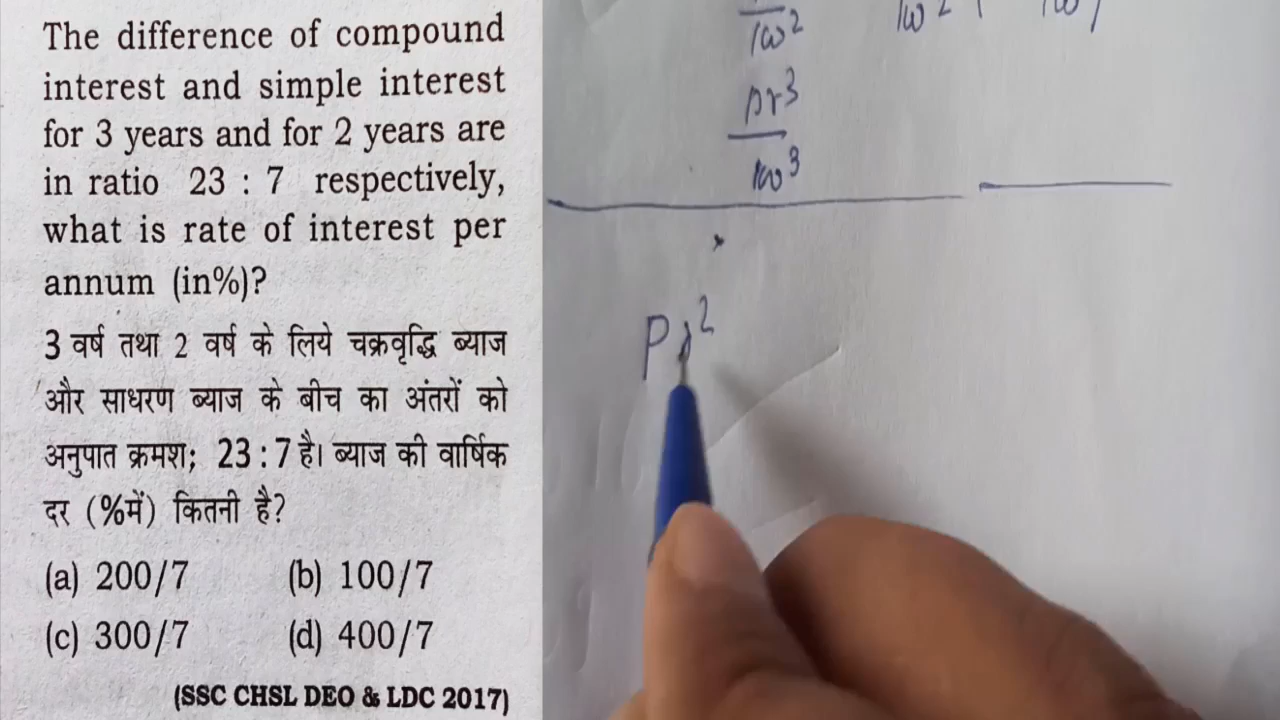 The difference of compound
interest and simple interest
for 3 years and for 2 years are
in ratio 23 : 7 respectively,
what is rate of interest per
annum (in%)?
3 वर्ष तथा 2 वर्ष के लिये चक्रवृद्धि ब्याज
और साधरण ब्याज के बीच का अंतरों को
अनुपात क्रमश; 23 : 7 है। ब्याज की वार्षिक
दर (%में) कितनी है?
(a) 200/7 (b) 100/7
(c) 300/7 (d) 400/7
(SSC CHSL DEO & LDC 2017)
100² 100² 100
pr³
100³
Pr²